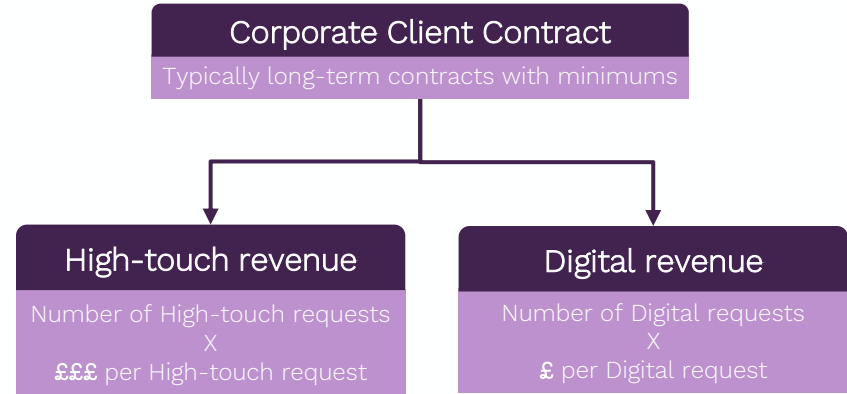 Corporate Client Contract
Typically long-term contracts with minimums
High-touch revenue
Number of High-touch requests
X
£££ per High-touch request
Digital revenue
Number of Digital requests
X
£ per Digital request